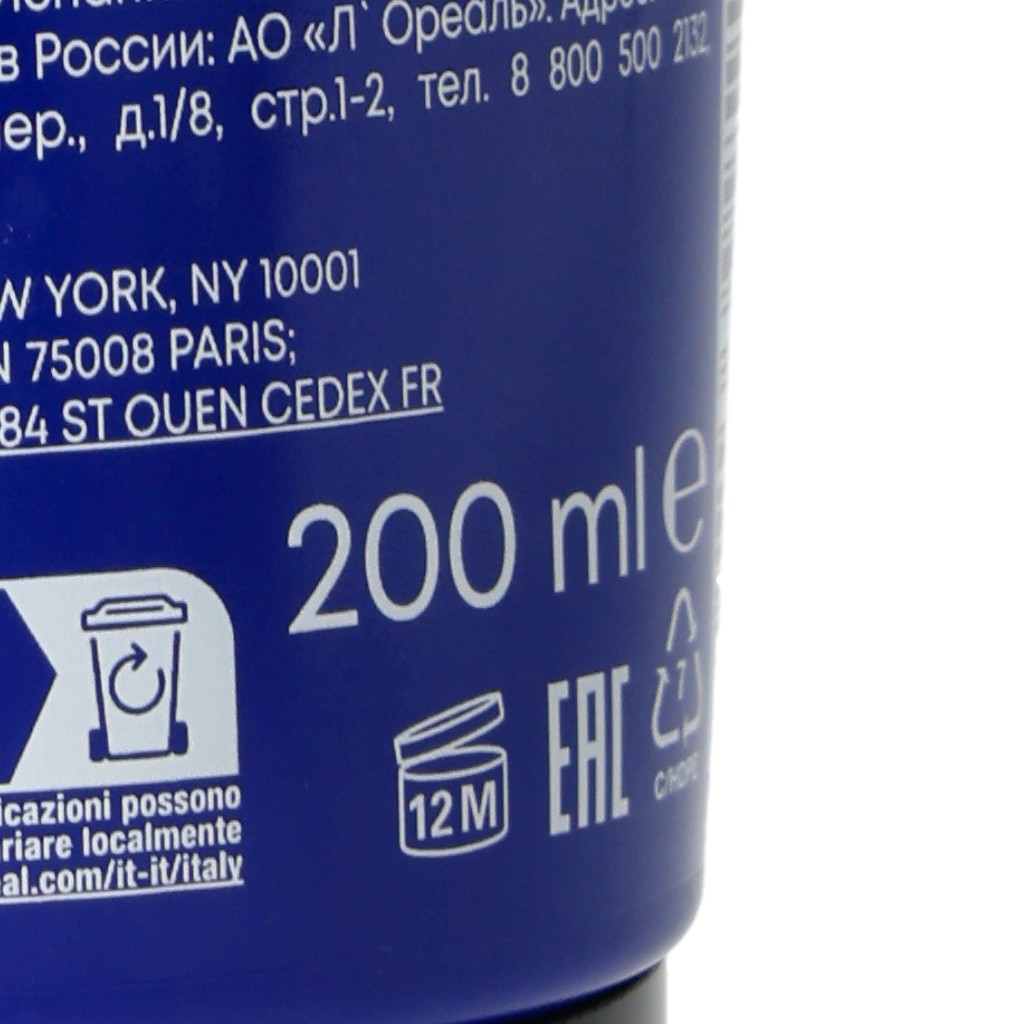 в России: АО «Л`Ореаль».
пер., д.1/8, стр.1-2, тел. 8 800 500 2132,
YORK, NY 10001
75008 PARIS;
84 ST OUEN CEDEX FR
200 ml e
12 M
EAC
7
C/HDPE
icazioni possono
riare localmente
al.com/it-it/italy